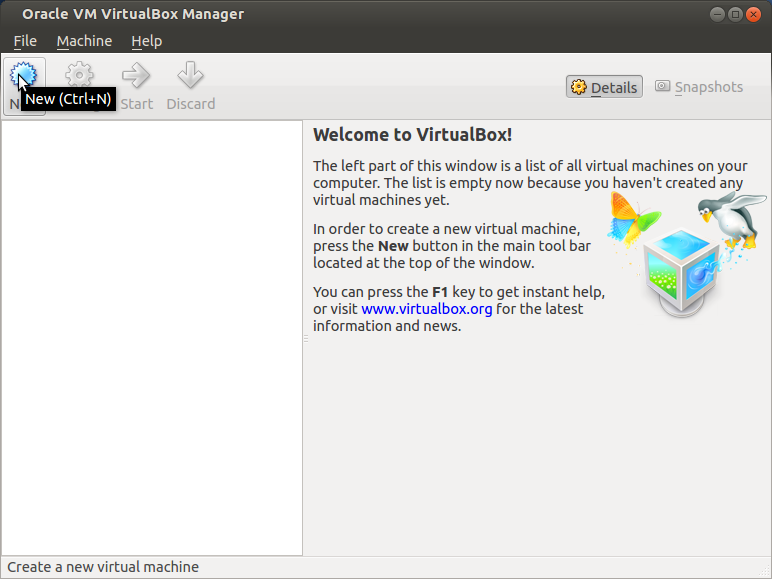 Oracle VM VirtualBox Manager
File Machine Help
New (Ctrl+N)
Start Discard
Details Snapshots
Welcome to VirtualBox!
The left part of this window is a list of all virtual machines on your
computer. The list is empty now because you haven't created any
virtual machines yet.
In order to create a new virtual machine,
press the New button in the main tool bar
located at the top of the window.
You can press the F1 key to get instant help,
or visit www.virtualbox.org for the latest
information and news.
Create a new virtual machine